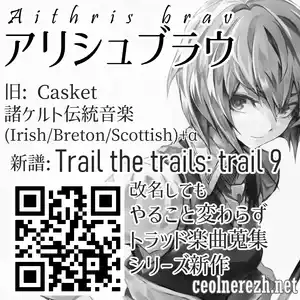 Aithris brav
アリシュブラウ
旧: Casket
諸ケルト伝統音楽
(Irish/Breton/Scottish)+α
新譜: Trail the trails: trail 9
改名しても
やること変わらず
トラッド楽曲蒐集
シリーズ新作
ceolnerezh.net